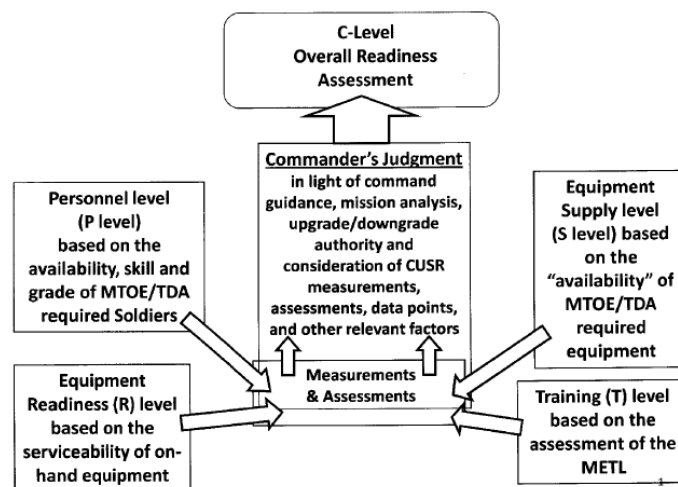 C-Level
Overall Readiness
Assessment
Commander's Judgment
in light of command
guidance, mission analysis,
upgrade/downgrade
authority and
consideration of CUSR
measurements,
assessments, data points,
and other relevant factors
Personnel level
(P level)
based on the
availability, skill and
grade of MTOE/TDA
required Soldiers
Equipment
Supply level
(S level) based
on the
“availability” of
MTOE/TDA
required
equipment
Measurements
& Assessments
Equipment
Readiness (R) level
based on the
serviceability of on-
hand equipment
Training (T) level
based on the
assessment of the
METL
1